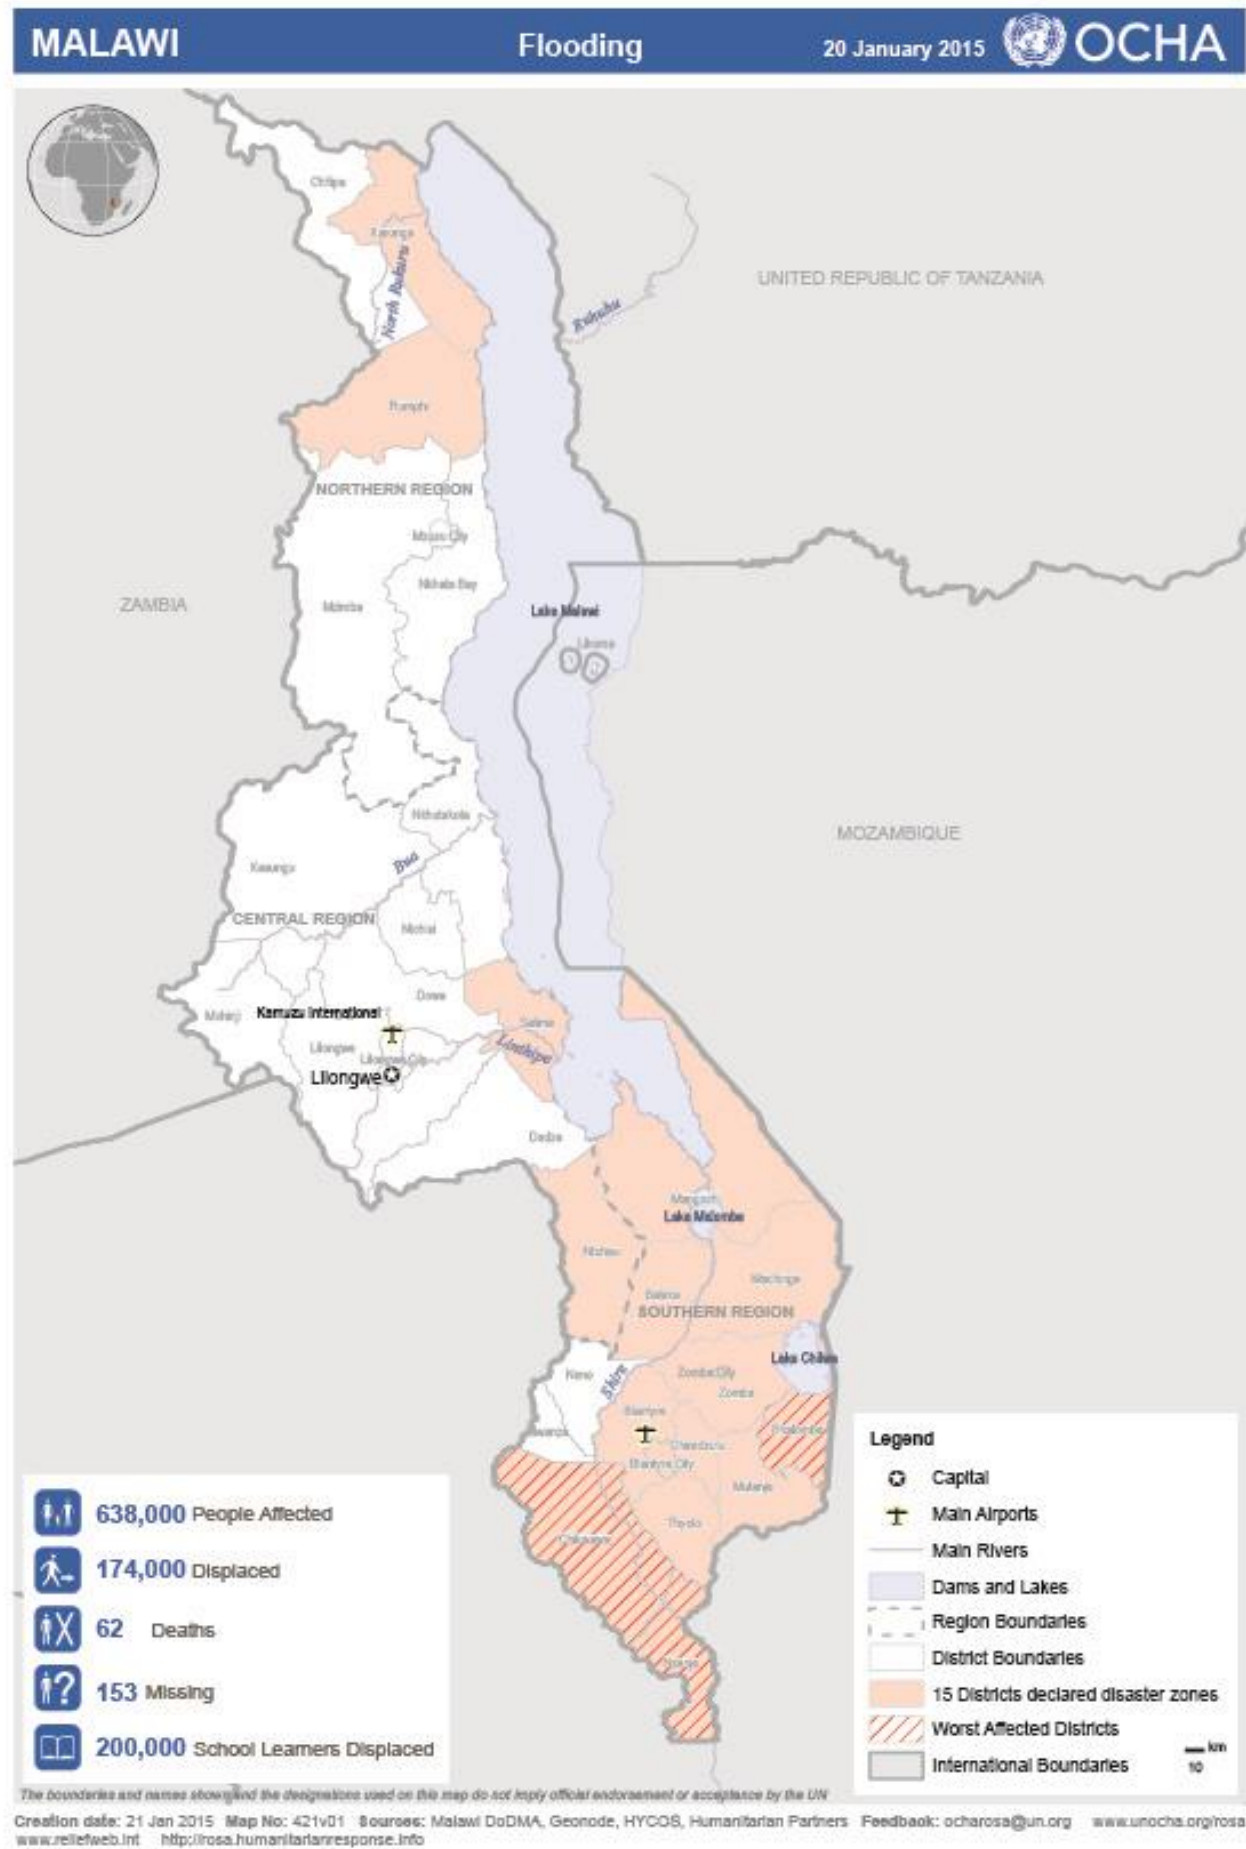 MALAWI
Flooding
20 January 2015
OCHA
Chitipa
Karonga
North Rukuru
Ruhuhu
UNITED REPUBLIC OF TANZANIA
Rumphi
NORTHERN REGION
Mzuzu City
Nkhata Bay
ZAMBIA
Mzimba
Lake Malawi
Likoma
MOZAMBIQUE
Nkhotakota
Bua
Kasungu
CENTRAL REGION
Ntchisi
Dowa
Mchinji
Kamuzu International
Salima
Linthipe
Lilongwe
Lilongwe City
Lilongwe
Dedza
Mangochi
Lake Malombe
Ntcheu
Machinga
Balaka
SOUTHERN REGION
Lake Chilwa
Neno
Shire
Zomba City
Zomba
Blantyre
Mwanza
Phalombe
Chiradzulu
Blantyre City
Mulanje
Thyolo
Chikwawa
Nsanje
638,000 People Affected
174,000 Displaced
62 Deaths
153 Missing
200,000 School Learners Displaced
Legend
Capital
Main Airports
Main Rivers
Dams and Lakes
Region Boundaries
District Boundaries
15 Districts declared disaster zones
Worst Affected Districts
International Boundaries
km
10
The boundaries and names shown and the designations used on this map do not imply official endorsement or acceptance by the UN
Creation date: 21 Jan 2015 Map No: 421v01 Sources: Malawi DoDMA, Geonode, HYCOS, Humanitarian Partners Feedback: ocharosa@un.org www.unocha.org/rosa
www.reliefweb.int http://rosa.humanitarianresponse.info